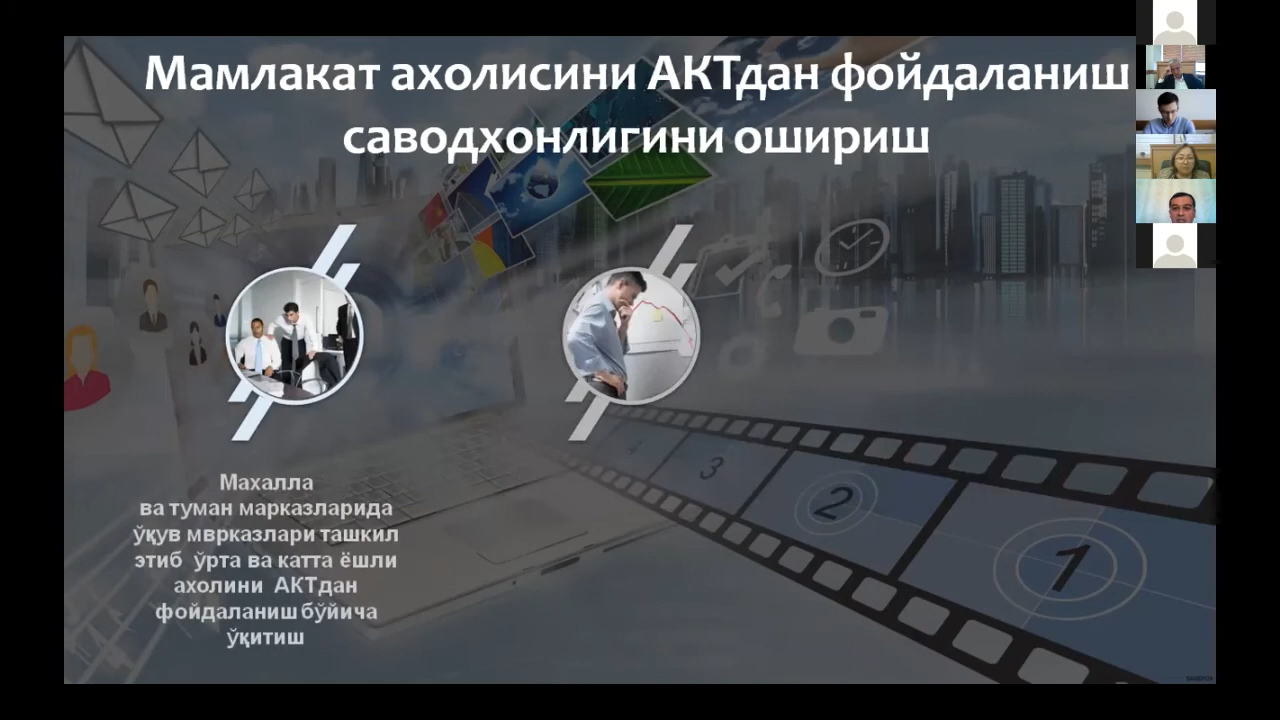 Мамлакат ахолисини АКТдан фойдаланиш
саводхонлигини ошириш
4
3
2
1
Махалла
ва туман марказларида
ўқув мврказлари ташкил
этиб ўрта ва катта ёшли
ахолини АКТдан
фойдаланиш бўйича
ўқитиш